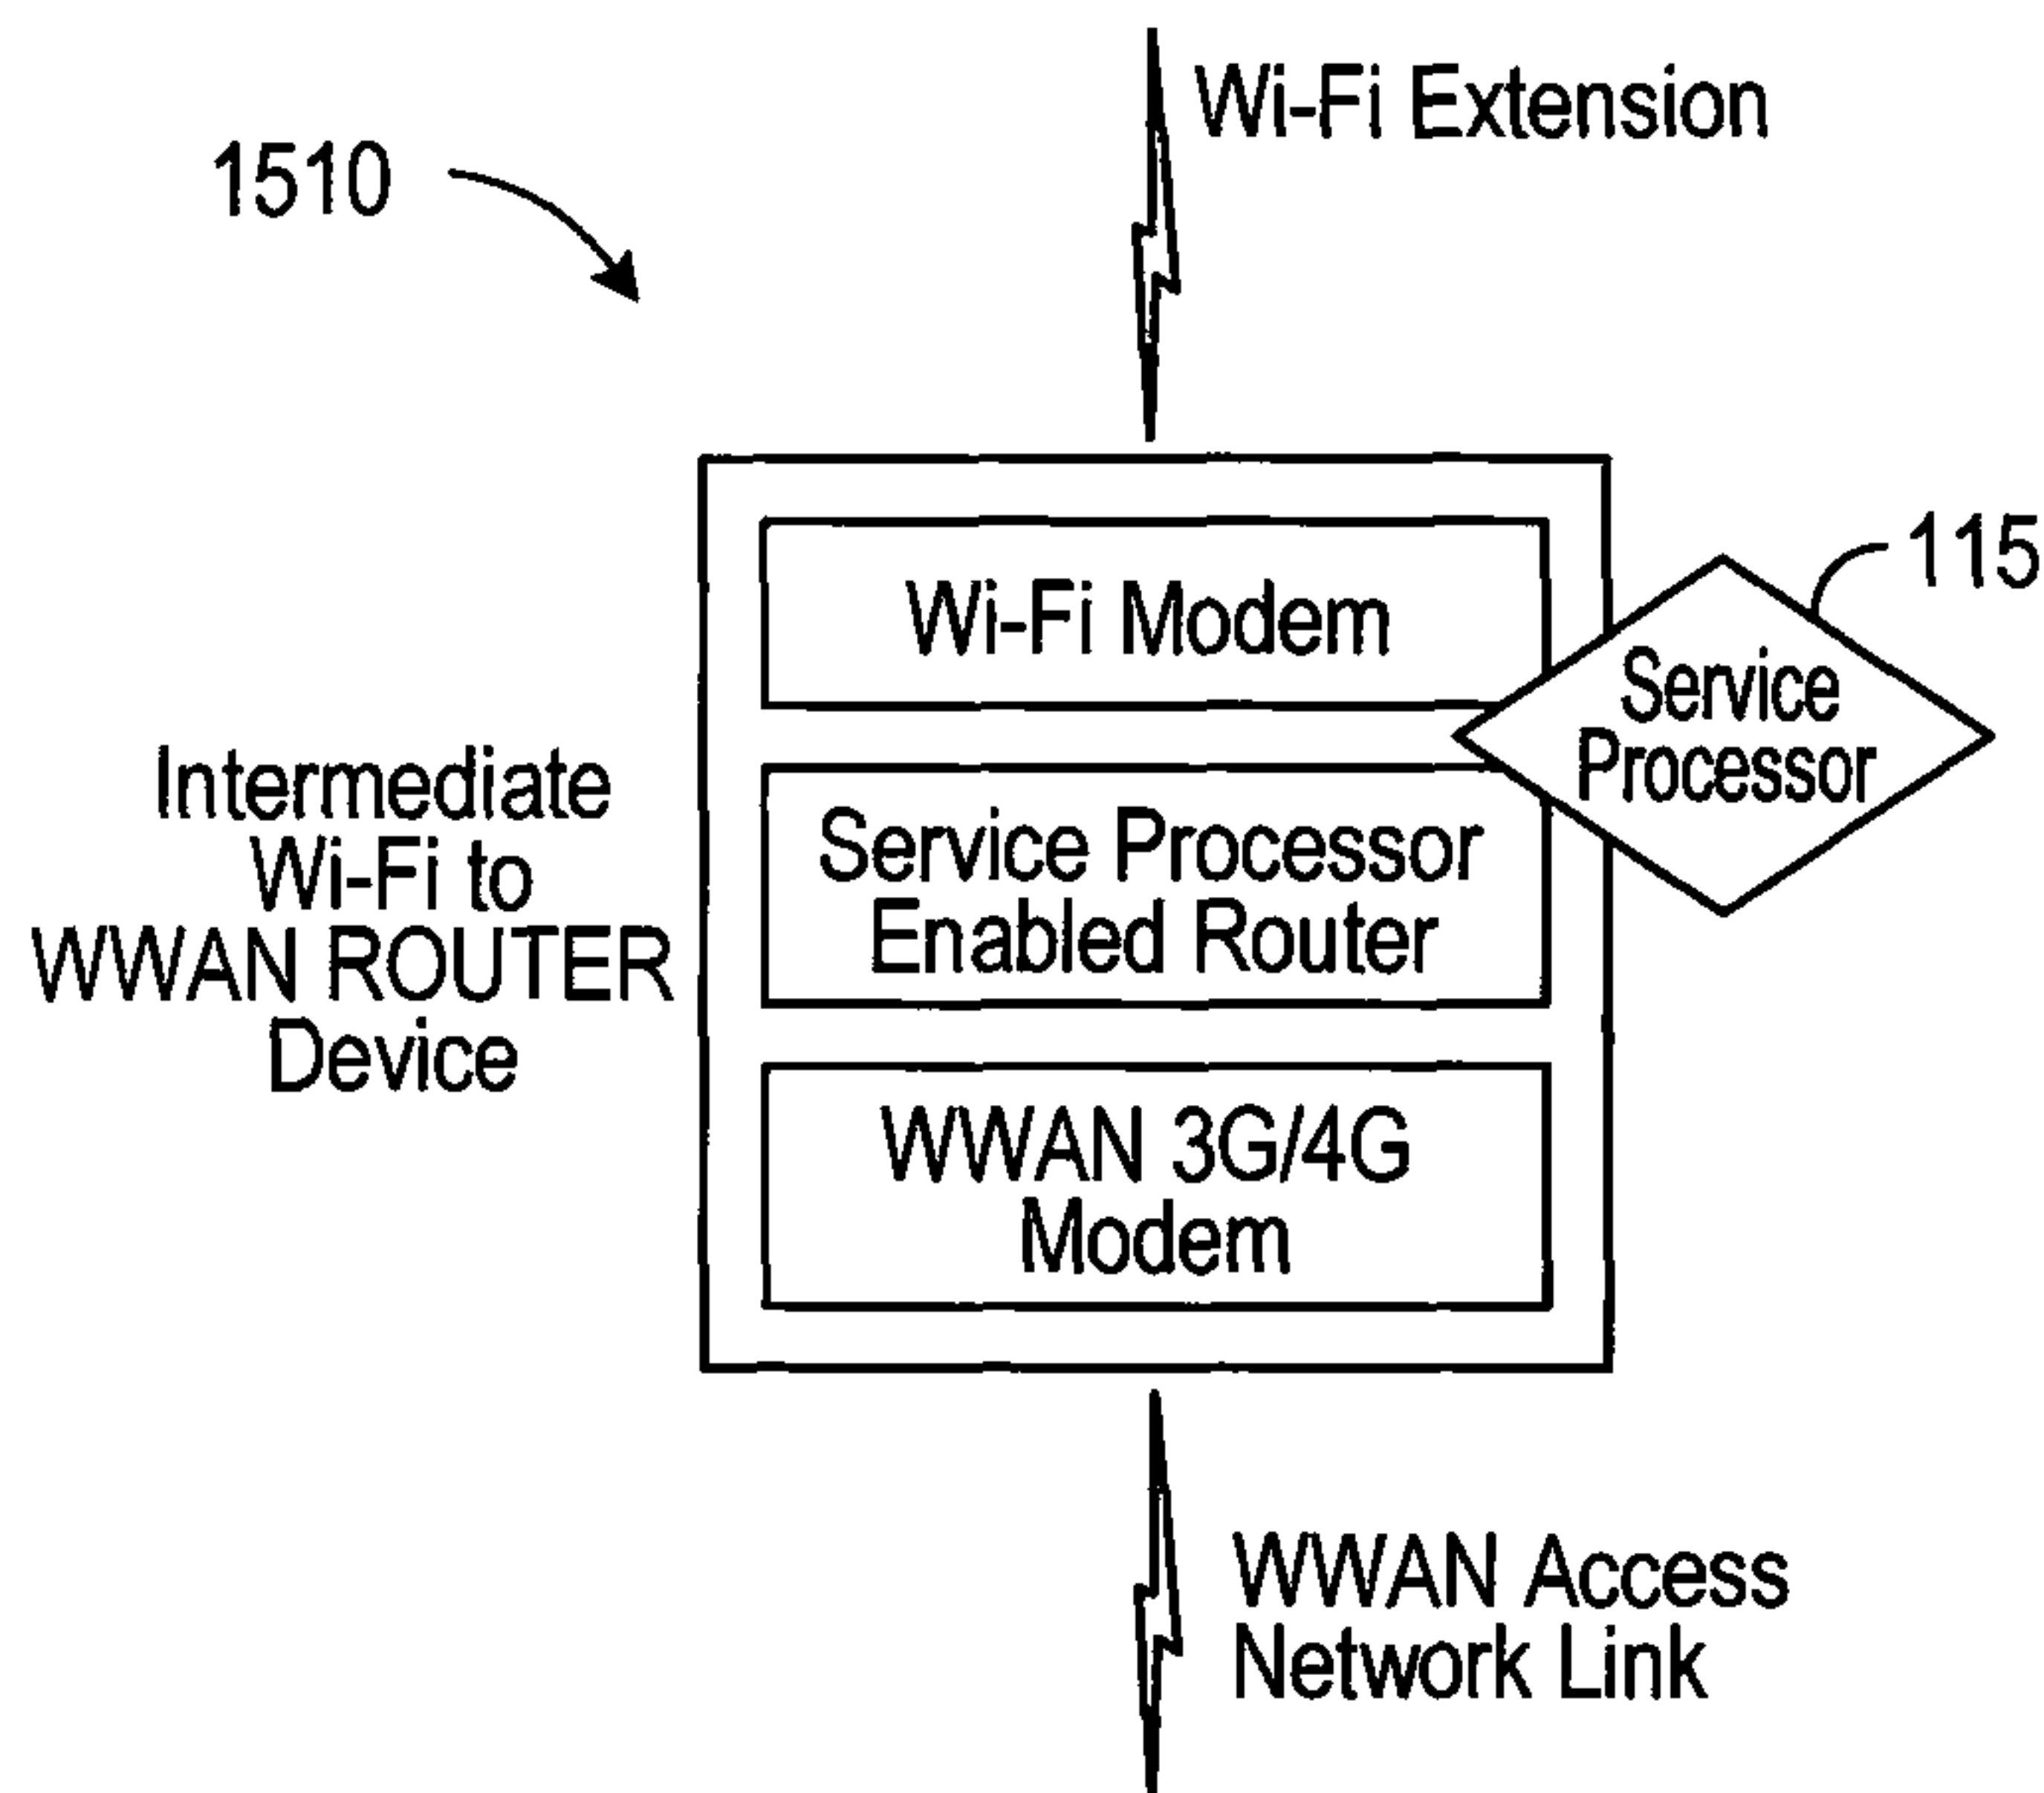 Wi-Fi Extension
1510
115
Wi-Fi Modem
Service
Processor
Intermediate
Wi-Fi to
WWAN ROUTER
Device
Service Processor
Enabled Router
WWAN 3G/4G
Modem
WWAN Access
Network Link